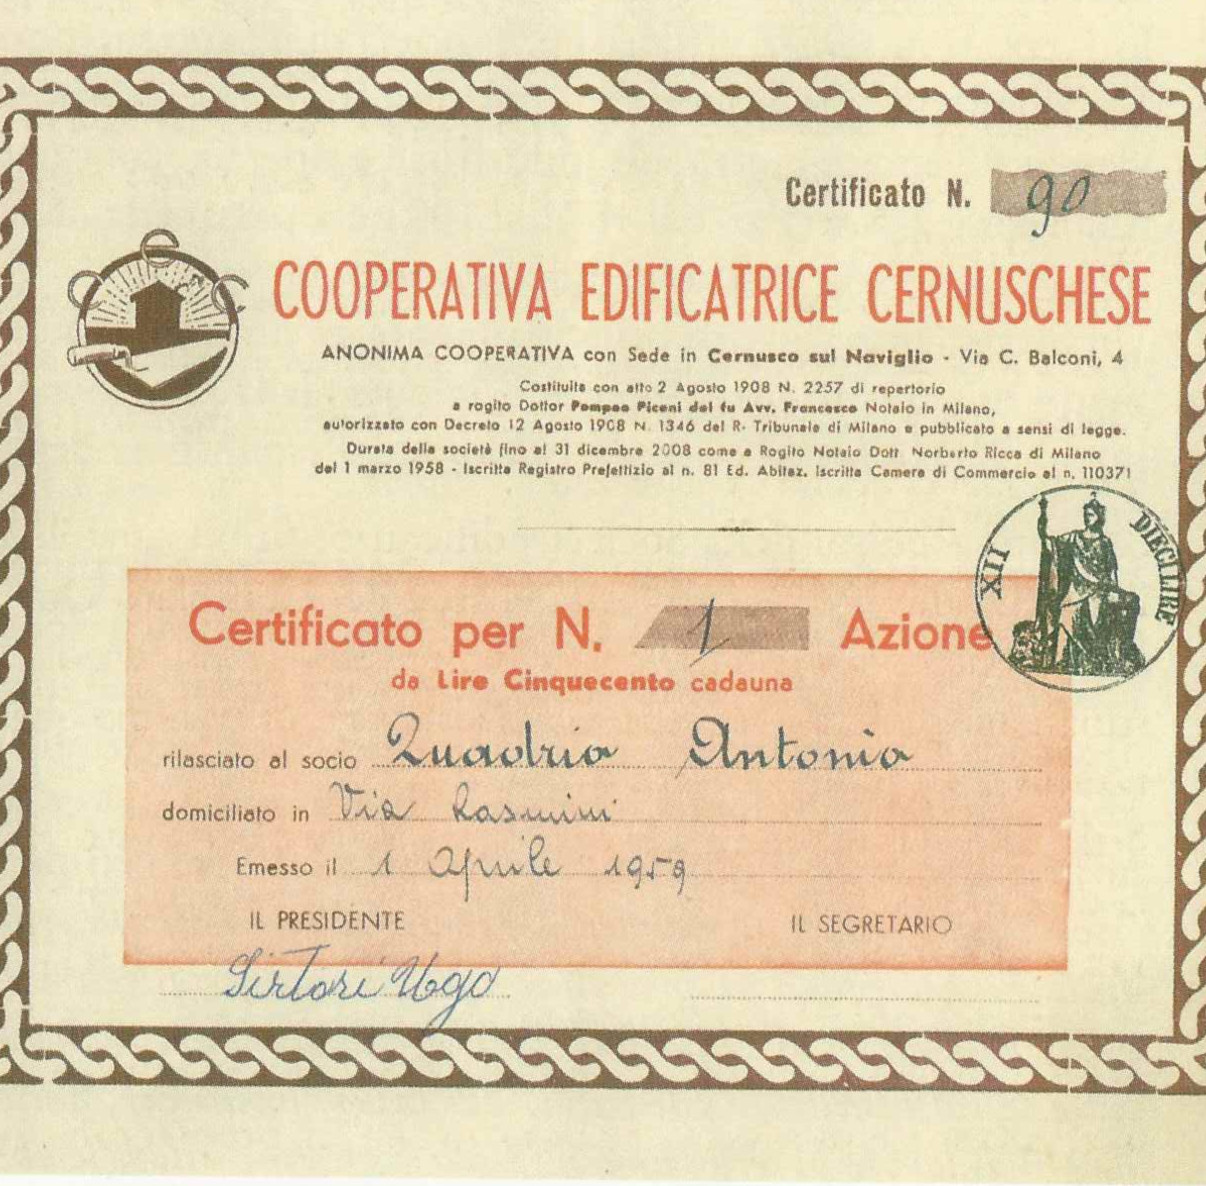 Certificato N. 90
C E C
COOPERATIVA EDIFICATRICE CERNUSCHESE
ANONIMA COOPERATIVA con Sede in Cernusco sul Naviglio - Via C. Balconi, 4
Costituita con atto 2 Agosto 1908 N. 2257 di repertorio
a rogito Dottor Pompeo Piceni del fu Avv. Francesco Notaio in Milano,
autorizzato con Decreto 12 Agosto 1908 N. 1346 del R. Tribunale di Milano e pubblicato a sensi di legge.
Durata della società fino al 31 dicembre 2008 come a Rogito Notaio Dott Norberto Ricca di Milano
del 1 marzo 1958 - Iscritta Registro Prefettizio al n. 81 Ed. Abitaz. Iscritta Camera di Commercio al n. 110371
XII DIECI LIRE
Certificato per N. 1 Azione
da Lire Cinquecento cadauna
rilasciato al socio Quadrio Antonio
domiciliato in Via
Emesso il 1 Aprile 1959
IL PRESIDENTE IL SEGRETARIO
Sirtori Ugo